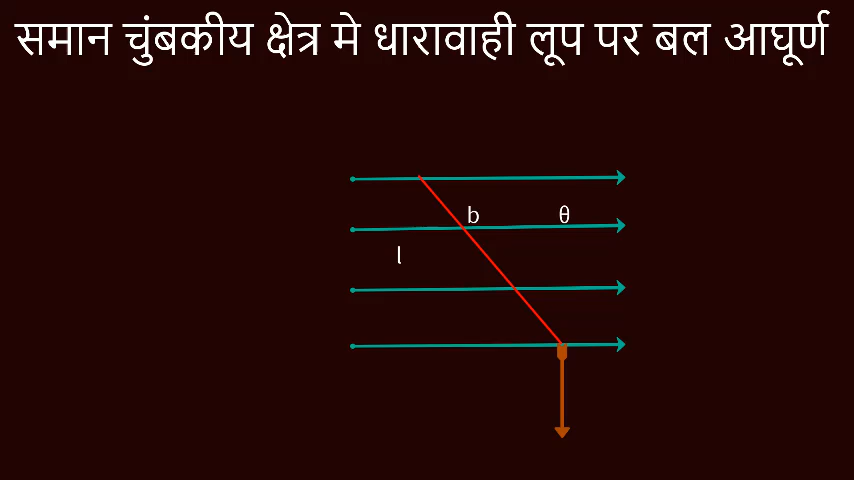 समान चुंबकीय क्षेत्र मे धारावाही लूप पर बल आघूर्ण
b θ
l